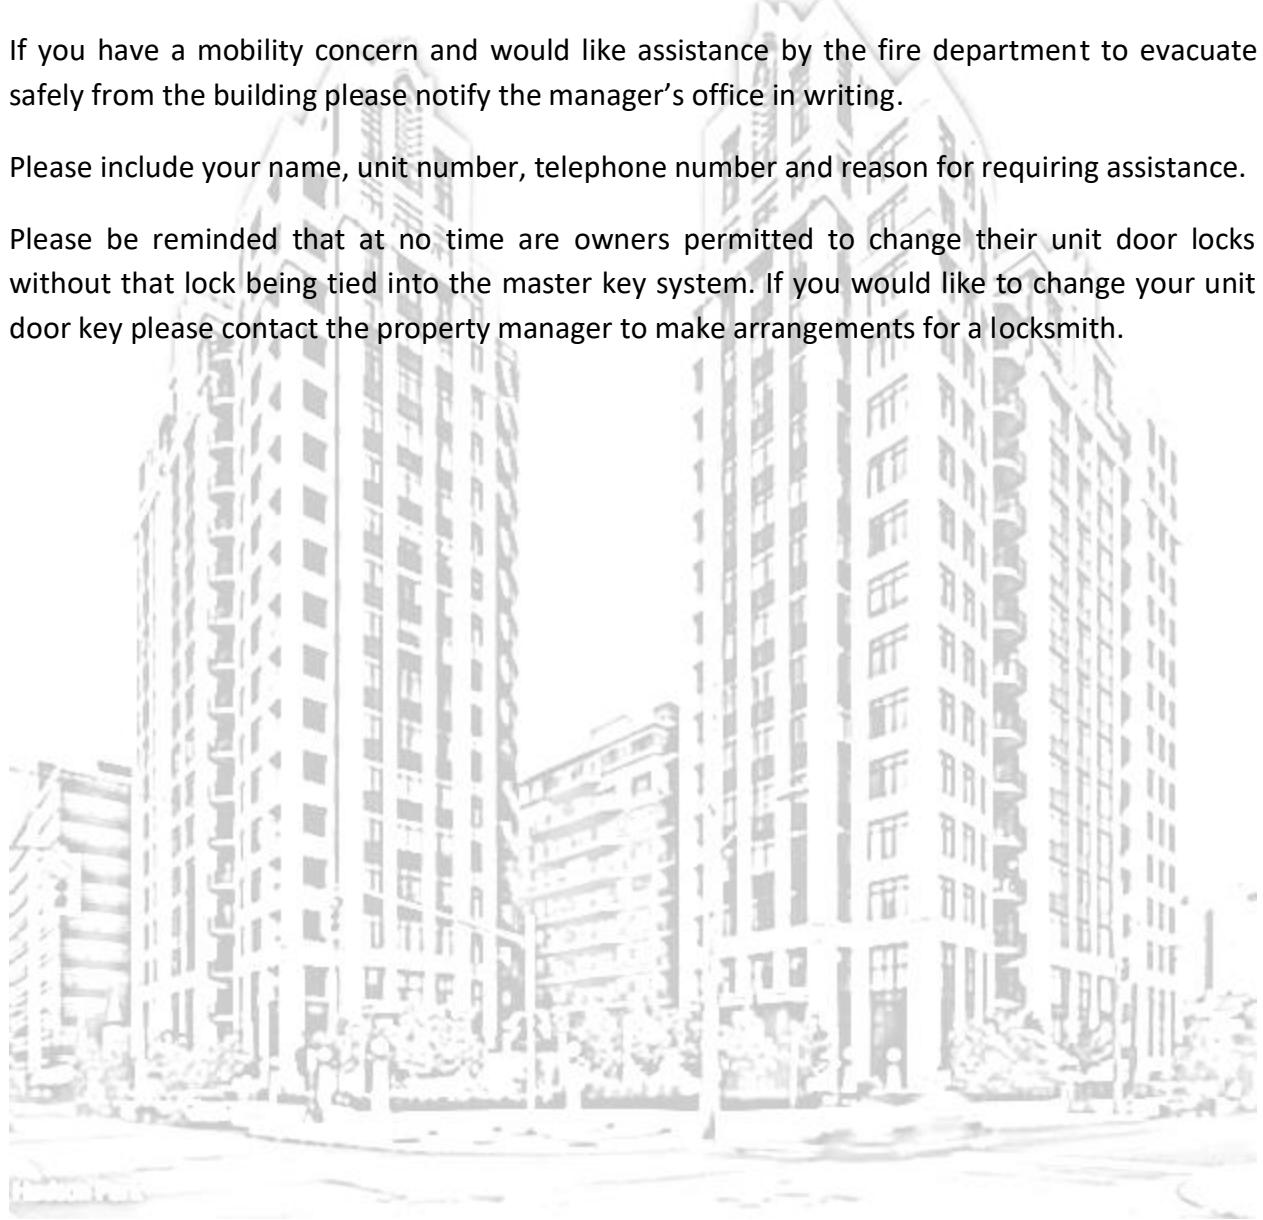 If you have a mobility concern and would like assistance by the fire department to evacuate
safely from the building please notify the manager’s office in writing.
Please include your name, unit number, telephone number and reason for requiring assistance.
Please be reminded that at no time are owners permitted to change their unit door locks
without that lock being tied into the master key system. If you would like to change your unit
door key please contact the property manager to make arrangements for a locksmith.